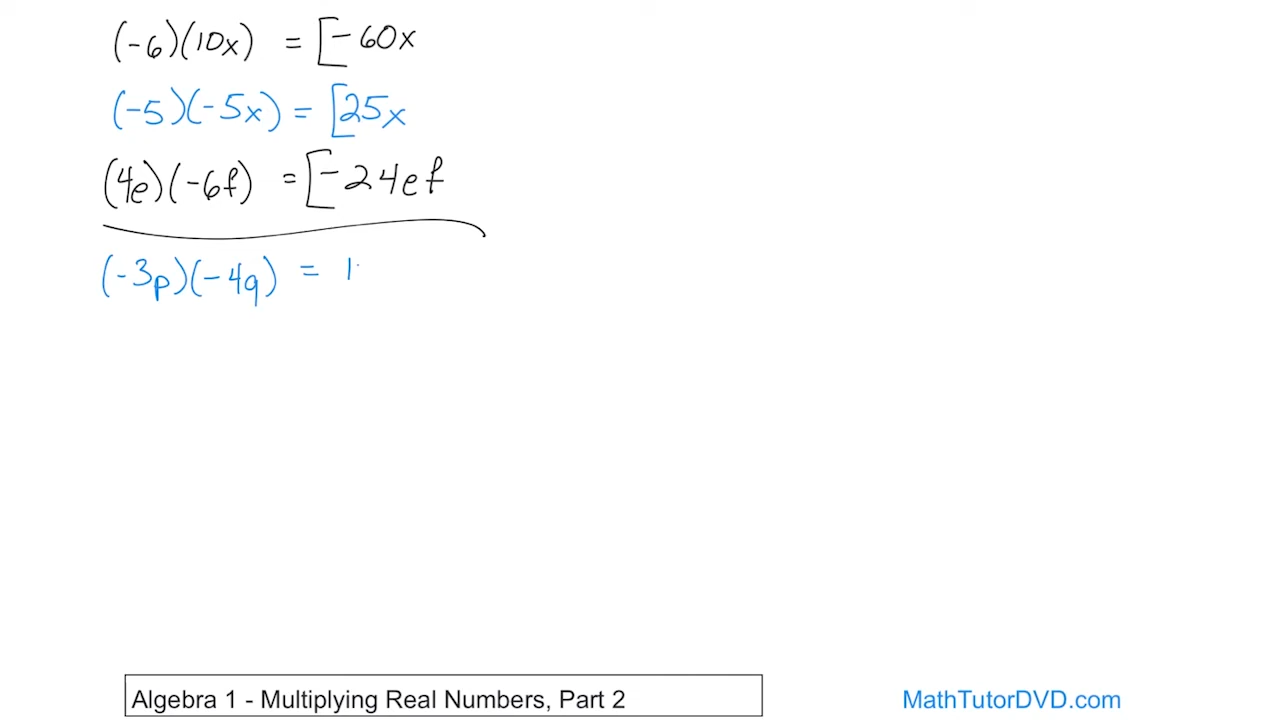 (-6)(10x) = [-60x
(-5)(-5x) = [25x
(4e)(-6f) = [-24ef
(-3p)(-4q) = 1
Algebra 1 - Multiplying Real Numbers, Part 2
MathTutorDVD.com